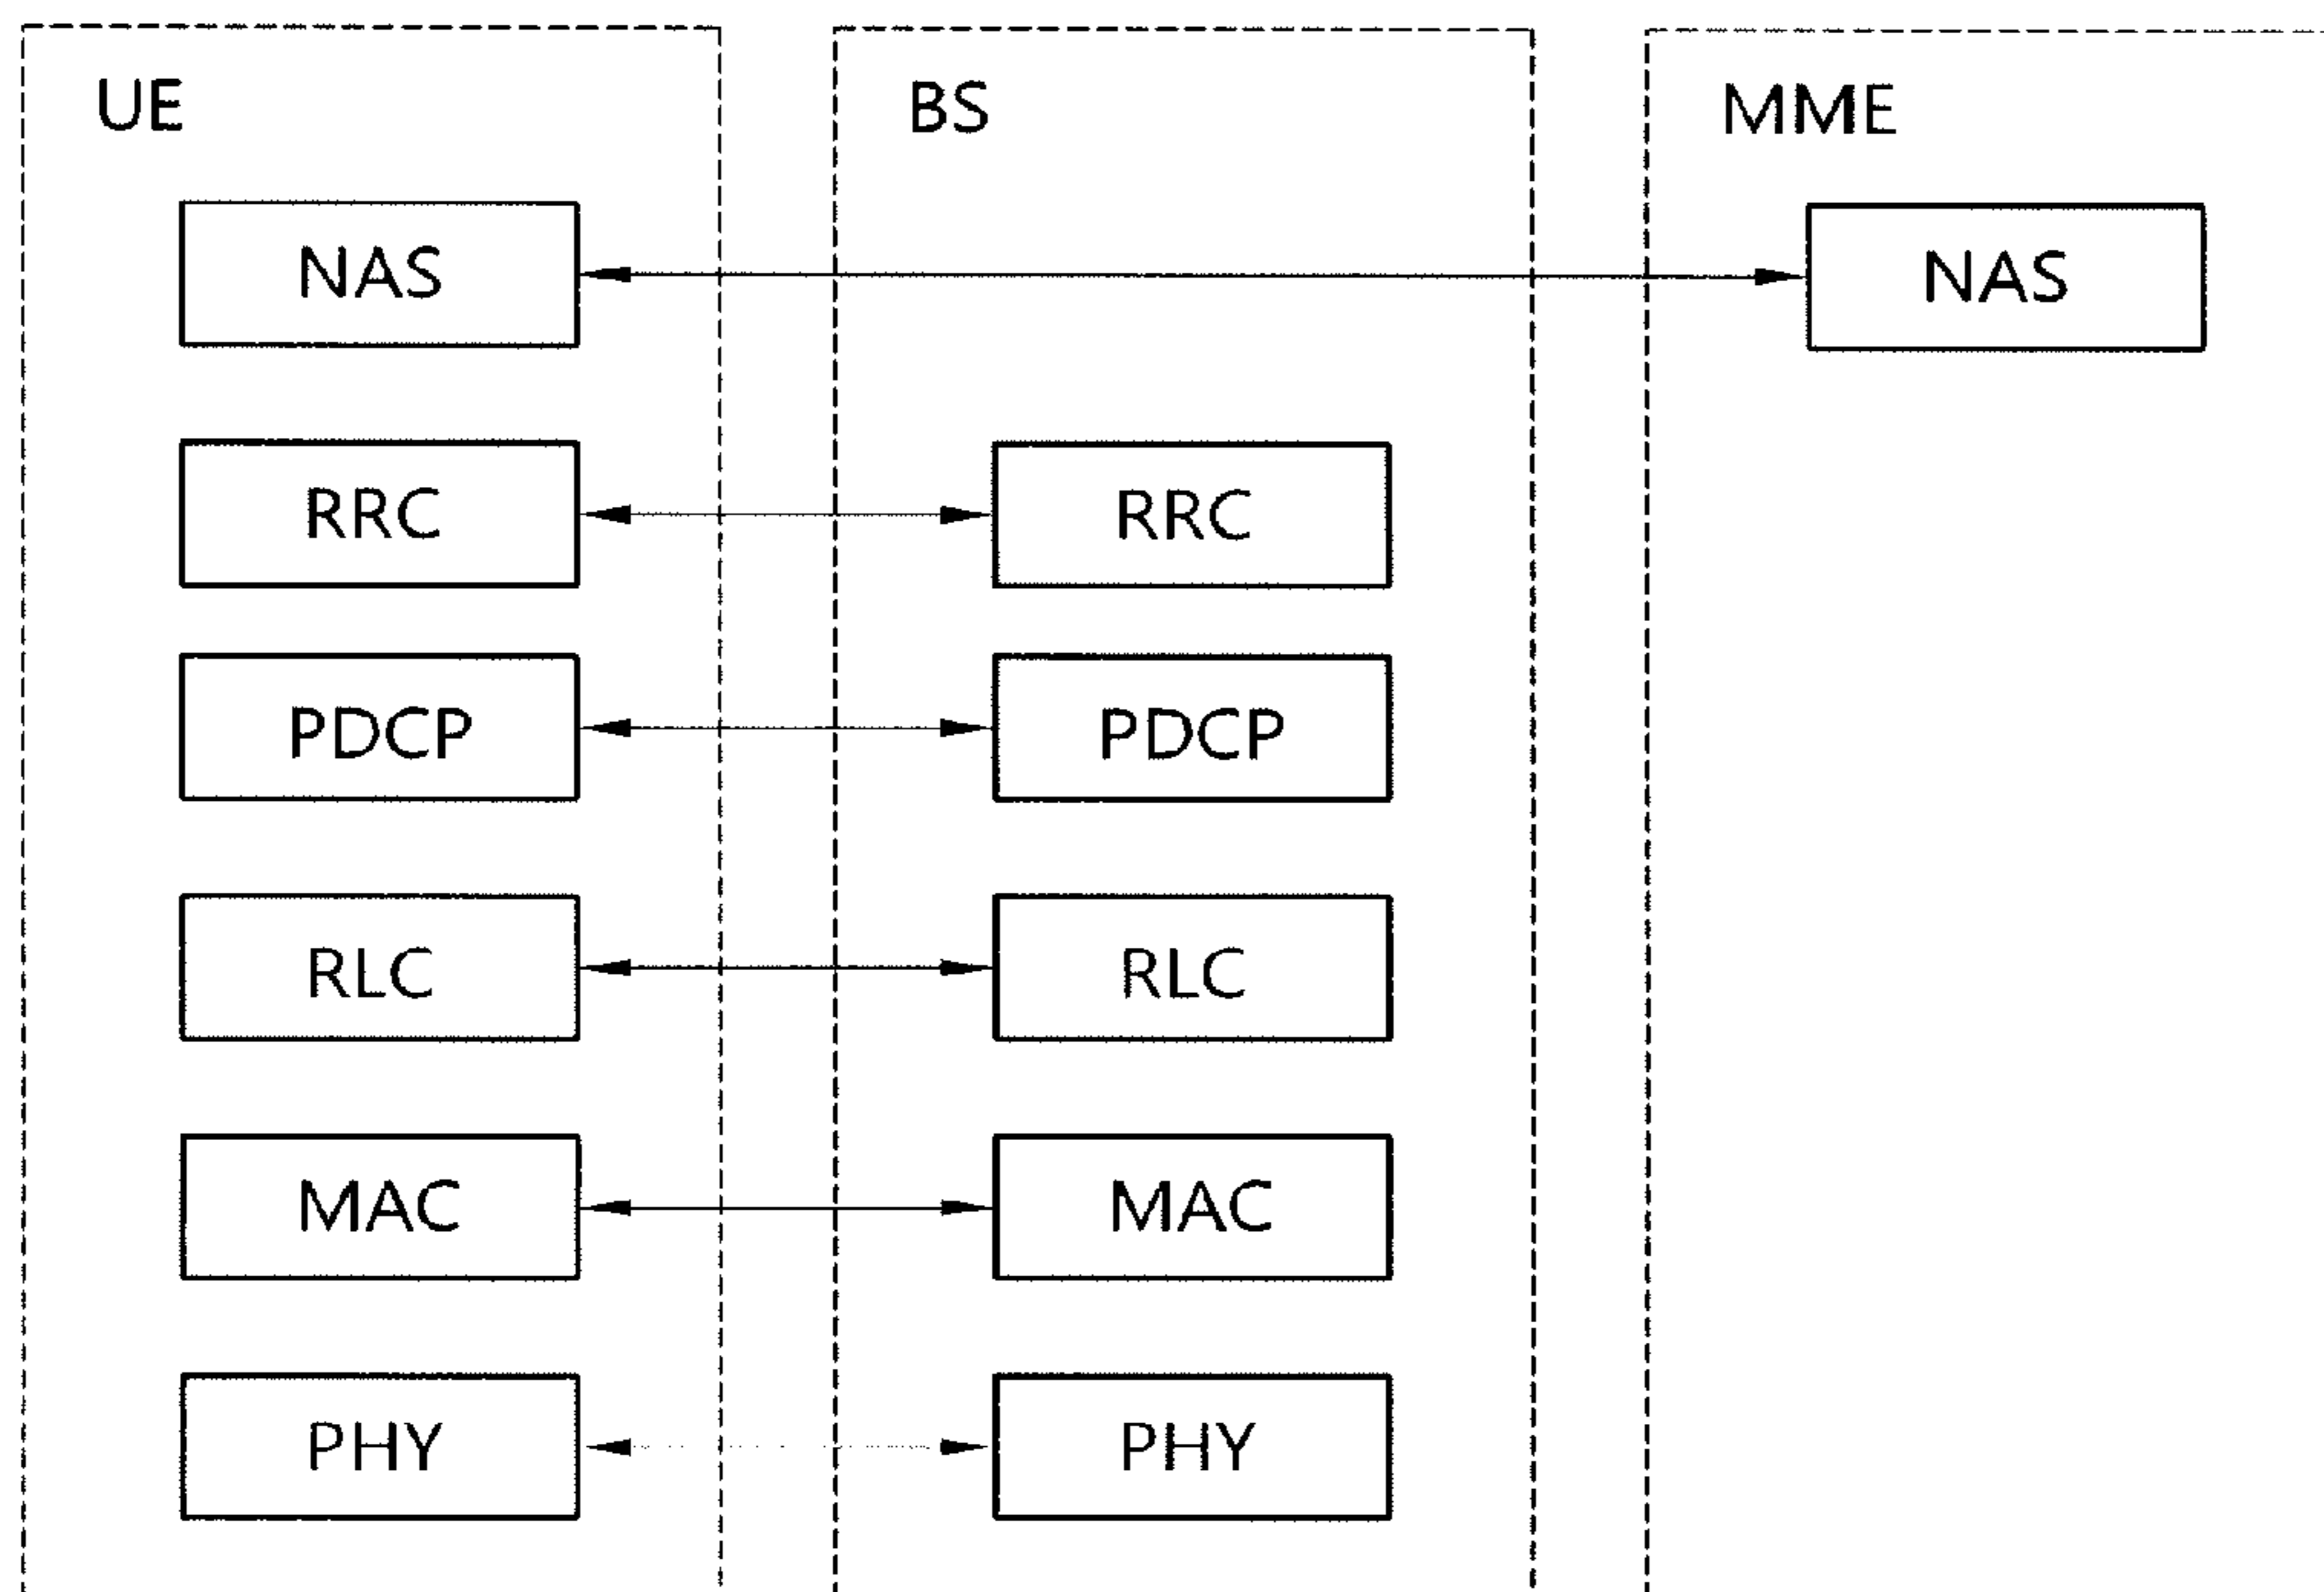 UE BS MME
NAS NAS
RRC RRC
PDCP PDCP
RLC RLC
MAC MAC
PHY PHY